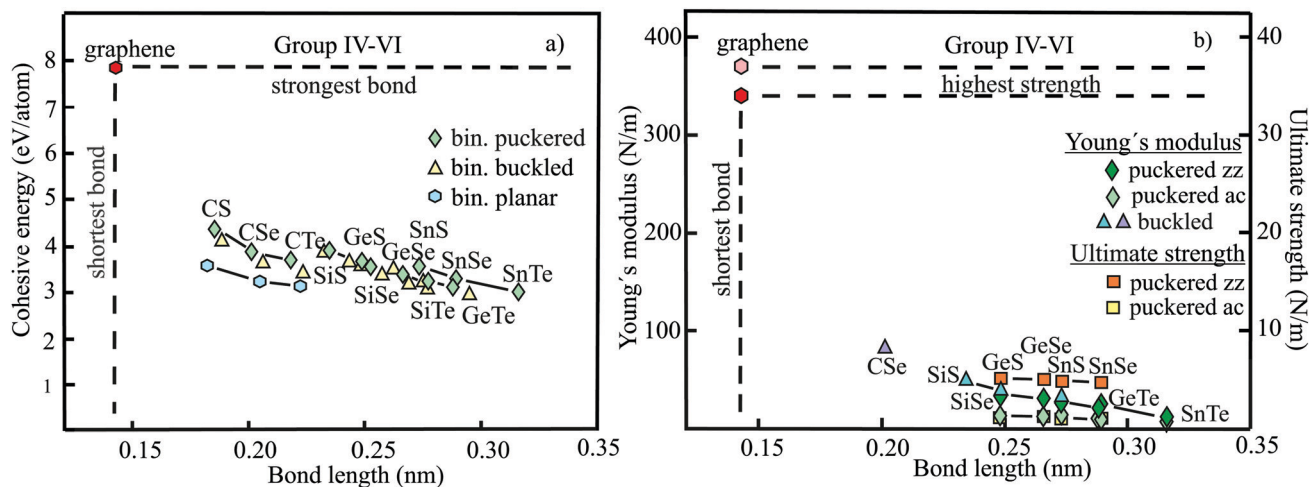 graphene
Group IV-VI
a)
strongest bond
shortest bond
bin. puckered
bin. buckled
bin. planar
CS
CSe
CTe
SiS
GeS
SiSe
GeSe
SnS
SiTe
SnSe
GeTe
SnTe
8
7
6
5
4
3
2
1
Cohesive energy (eV/atom)
0.15
0.20
0.25
0.30
0.35
Bond length (nm)
graphene
Group IV-VI
b)
highest strength
shortest bond
Young´s modulus
puckered zz
puckered ac
buckled
Ultimate strength
puckered zz
puckered ac
CSe
SiS
SiSe
GeS
GeSe
SnS
SnSe
GeTe
SnTe
400
300
200
100
Young´s modulus (N/m)
40
30
20
10
Ultimate strength (N/m)
0.15
0.20
0.25
0.30
0.35
Bond length (nm)